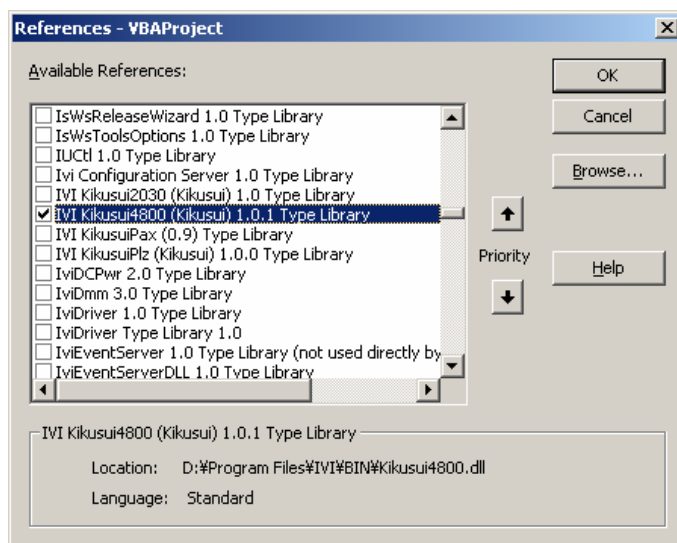 References - VBAProject
Available References:
IsWsReleaseWizard 1.0 Type Library
IsWsToolsOptions 1.0 Type Library
IUCtl 1.0 Type Library
Ivi Configuration Server 1.0 Type Library
IVI Kikusui2030 (Kikusui) 1.0 Type Library
IVI Kikusui4800 (Kikusui) 1.0.1 Type Library
IVI KikusuiPax (0.9) Type Library
IVI KikusuiPlz (Kikusui) 1.0.0 Type Library
IviDCPwr 2.0 Type Library
IviDmm 3.0 Type Library
IviDriver 1.0 Type Library
IviDriver Type Library 1.0
IviEventServer 1.0 Type Library (not used directly by
IviEventServerDLL 1.0 Type Library
Priority
OK
Cancel
Browse...
Help
IVI Kikusui4800 (Kikusui) 1.0.1 Type Library
Location: D:¥Program Files¥IVI¥BIN¥Kikusui4800.dll
Language: Standard